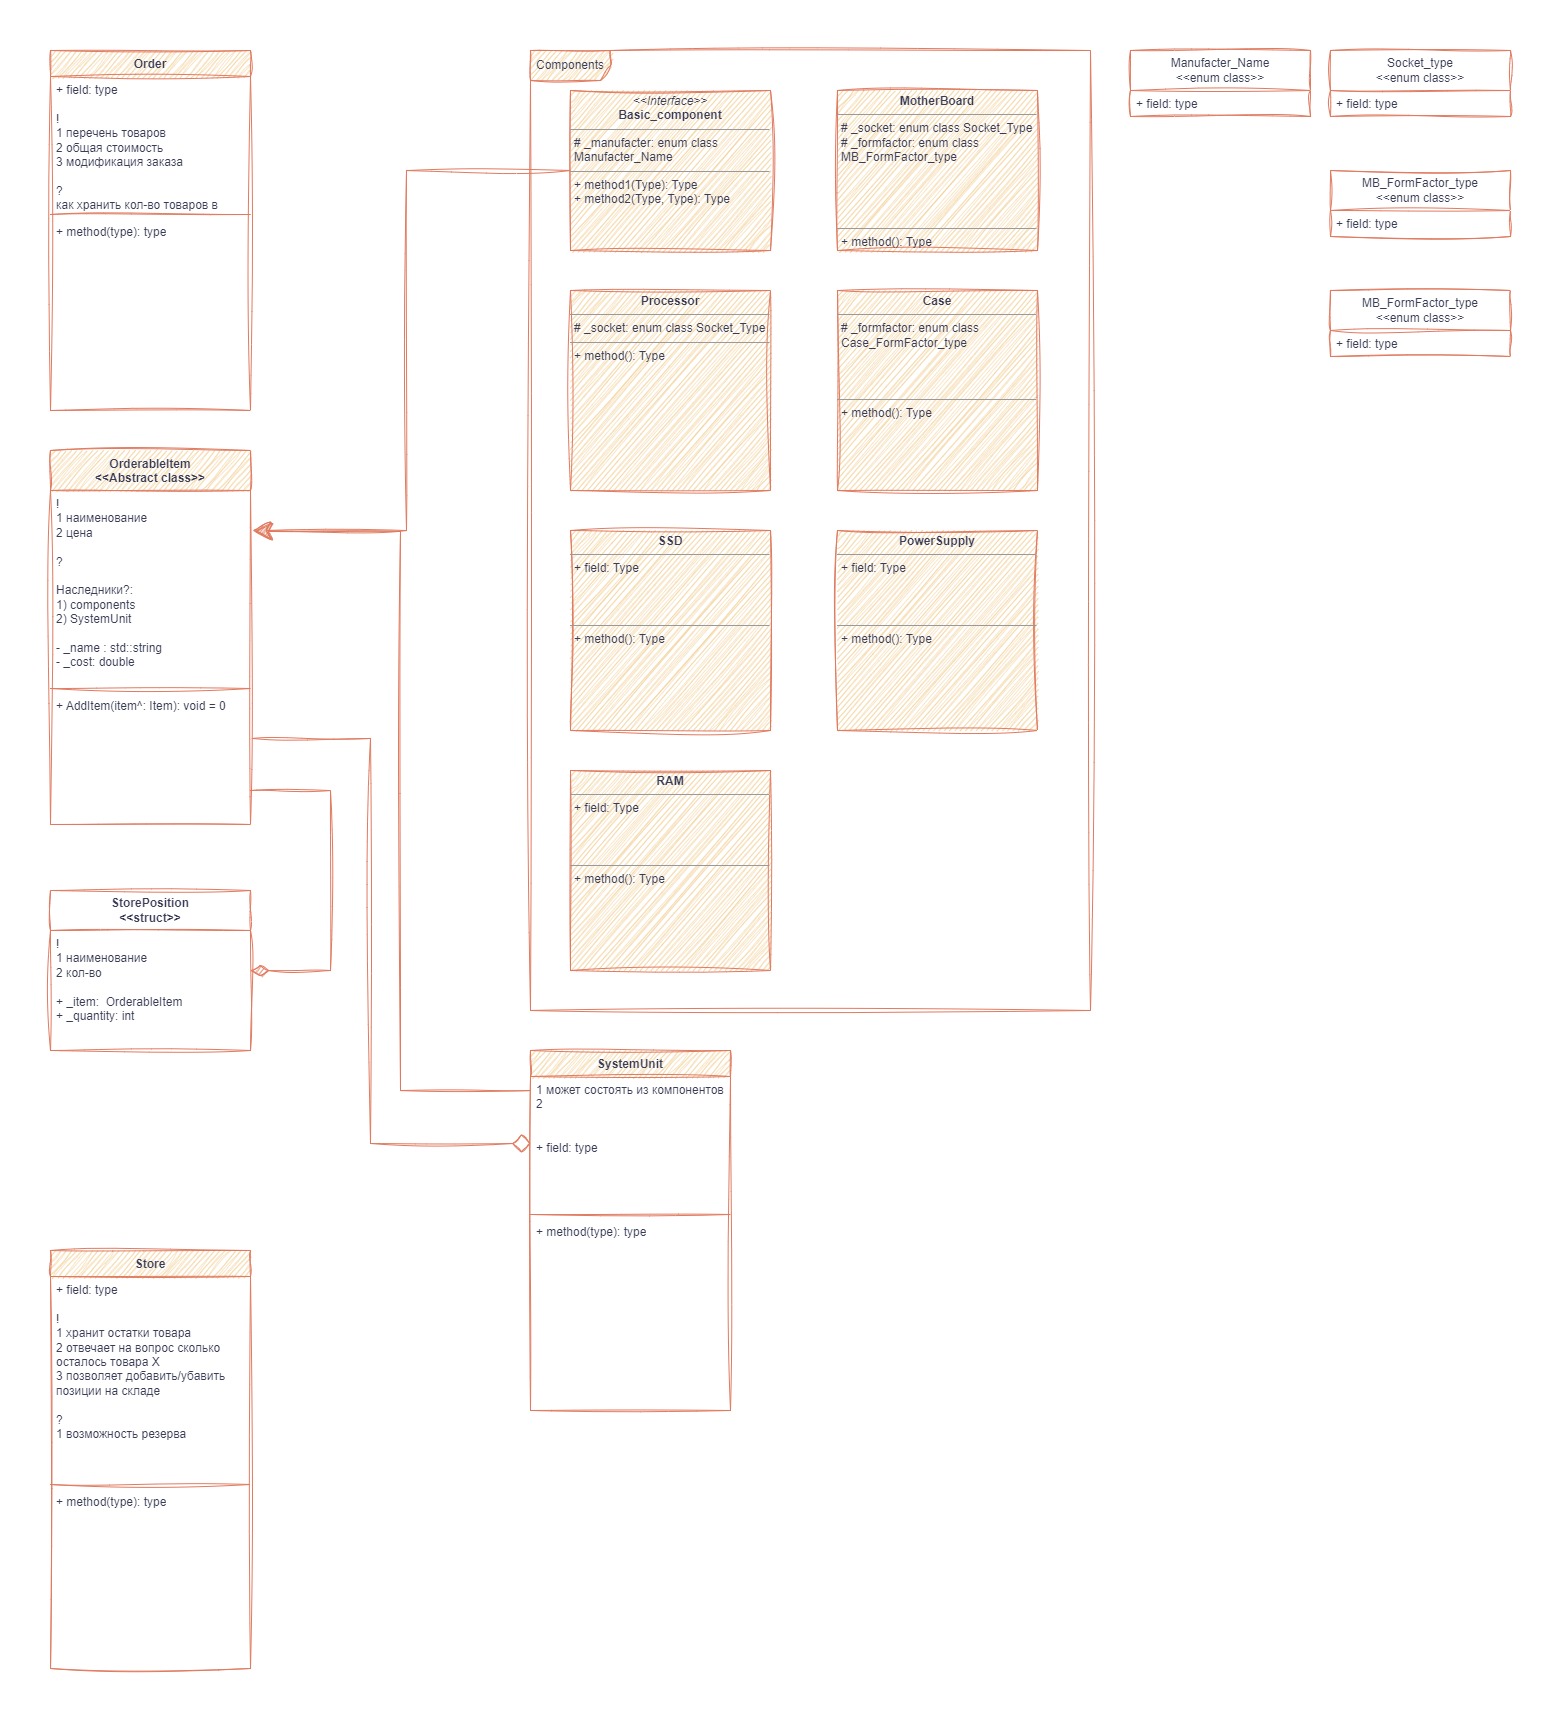 Order
+ field: type
!
1 перечень товаров
2 общая стоимость
3 модификация заказа
?
как хранить кол-во товаров в
+ method(type): type
OrderableItem
<<Abstract class>>
!
1 наименование
2 цена
?
Наследники?:
1) components
2) SystemUnit
- _name : std::string
- _cost: double
+ AddItem(item^: Item): void = 0
StorePosition
<<struct>>
!
1 наименование
2 кол-во
+ _item:  OrderableItem
+ _quantity: int
Store
+ field: type
!
1 хранит остатки товара
2 отвечает на вопрос сколько
осталось товара X
3 позволяет добавить/убавить
позиции на складе
?
1 возможность резерва
+ method(type): type
Components
<<Interface>>
Basic_component
# _manufacter: enum class
Manufacter_Name
+ method1(Type): Type
+ method2(Type, Type): Type
MotherBoard
# _socket: enum class Socket_Type
# _formfactor: enum class
MB_FormFactor_type
+ method(): Type
Processor
# _socket: enum class Socket_Type
+ method(): Type
Case
# _formfactor: enum class
Case_FormFactor_type
+ method(): Type
SSD
+ field: Type
+ method(): Type
PowerSupply
+ field: Type
+ method(): Type
RAM
+ field: Type
+ method(): Type
SystemUnit
1 может состоять из компонентов
2
+ field: type
+ method(type): type
Manufacter_Name
<<enum class>>
+ field: type
Socket_type
<<enum class>>
+ field: type
MB_FormFactor_type
<<enum class>>
+ field: type
MB_FormFactor_type
<<enum class>>
+ field: type